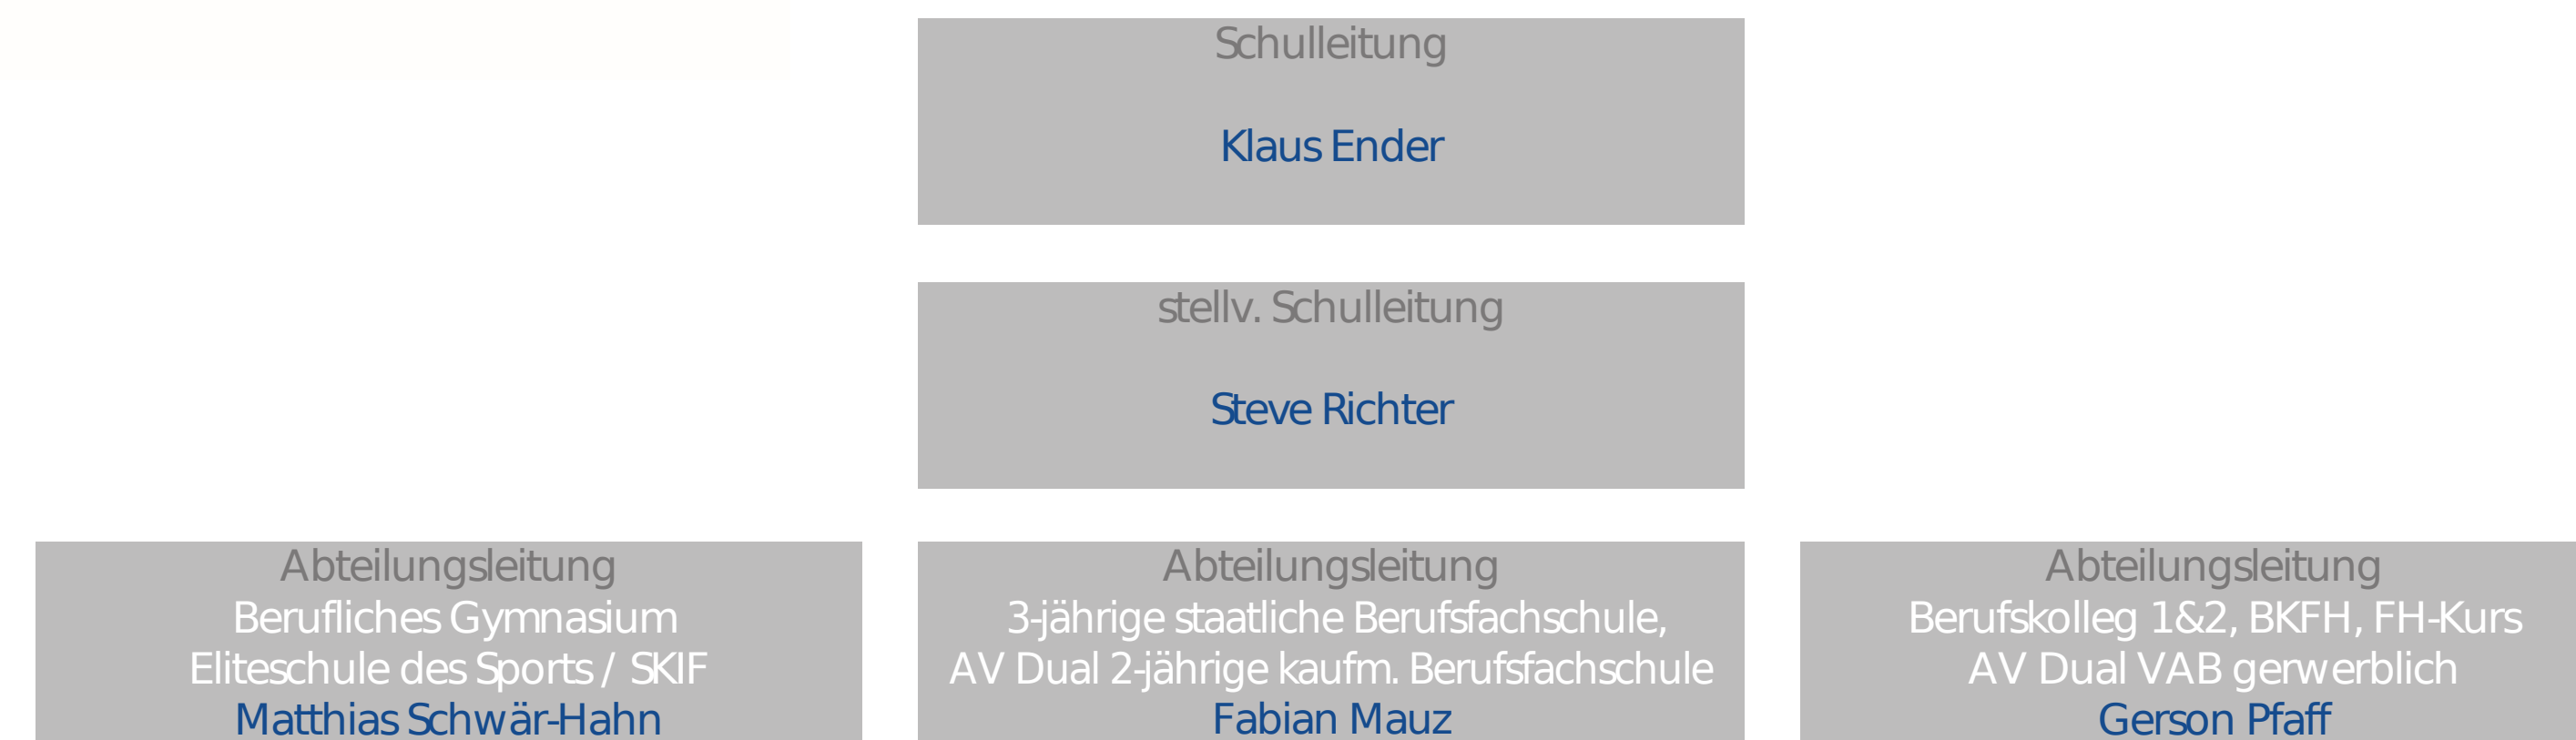 Schulleitung
Klaus Ender
stellv. Schulleitung
Steve Richter
Abteilungsleitung
Berufliches Gymnasium
Eliteschule des Sports / SKIF
Matthias Schwär-Hahn
Abteilungsleitung
3-jährige staatliche Berufsfachschule,
AV Dual 2-jährige kaufm. Berufsfachschule
Fabian Mauz
Abteilungsleitung
Berufskolleg 1&2, BKFH, FH-Kurs
AV Dual VAB gerwerblich
Gerson Pfaff